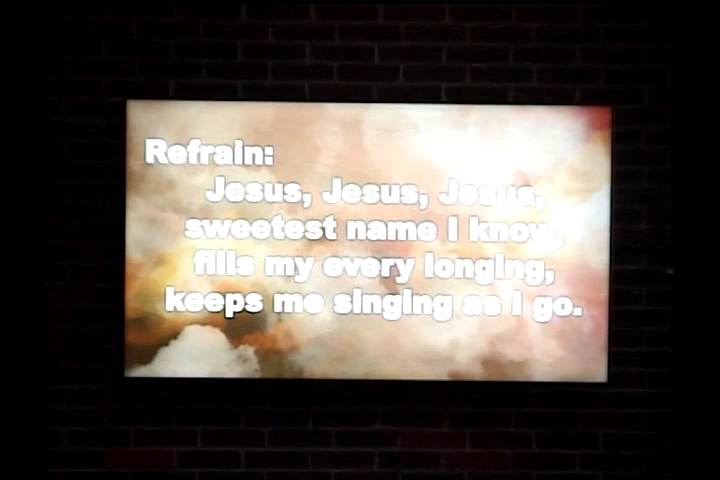 Refrain:
Jesus, Jesus, Jesus,
sweetest name I know,
fills my every longing,
keeps me singing as I go.